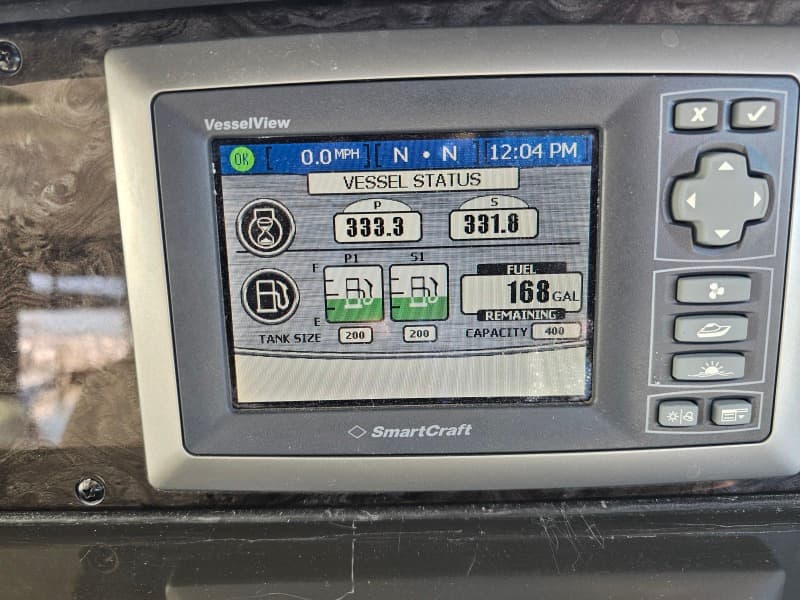 VesselView
OK 0.0 MPH N • N 12:04 PM
VESSEL STATUS
P S
333.3 331.8
P1 S1
F
E
FUEL
168 GAL
REMAINING
TANK SIZE 200 200 CAPACITY 400
SmartCraft
X ✓